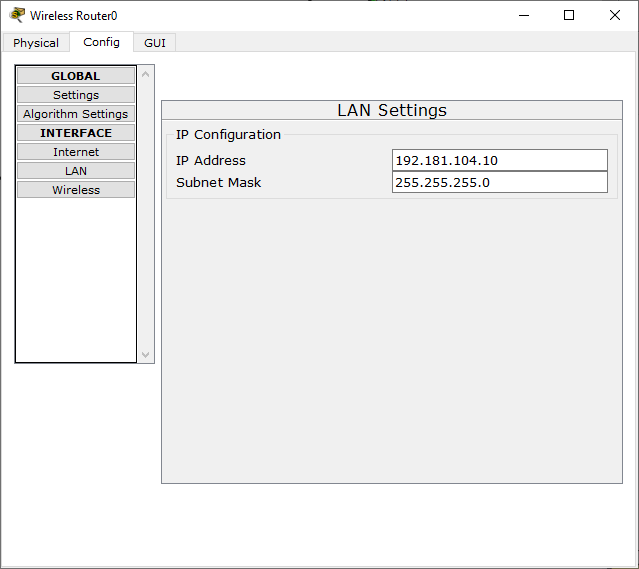 Wireless Router0
Physical Config GUI
GLOBAL
Settings
Algorithm Settings
INTERFACE
Internet
LAN
Wireless
LAN Settings
IP Configuration
IP Address 192.181.104.10
Subnet Mask 255.255.255.0